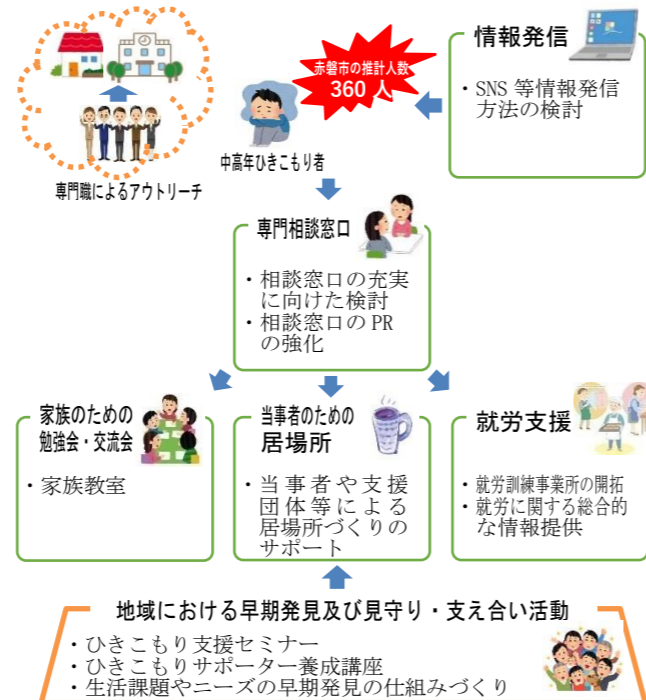 赤磐市の推計人数
360 人
情報発信
・SNS 等情報発信
方法の検討
中高年ひきこもり者
専門職によるアウトリーチ
専門相談窓口
・相談窓口の充実
に向けた検討
・相談窓口の PR
の強化
家族のための
勉強会・交流会
・家族教室
当事者のための
居場所
・当事者や支援
団体等による
居場所づくりの
サポート
就労支援
・就労訓練事業所の開拓
・就労に関する総合的
な情報提供
地域における早期発見及び見守り・支え合い活動
・ひきこもり支援セミナー
・ひきこもりサポーター養成講座
・生活課題やニーズの早期発見の仕組みづくり